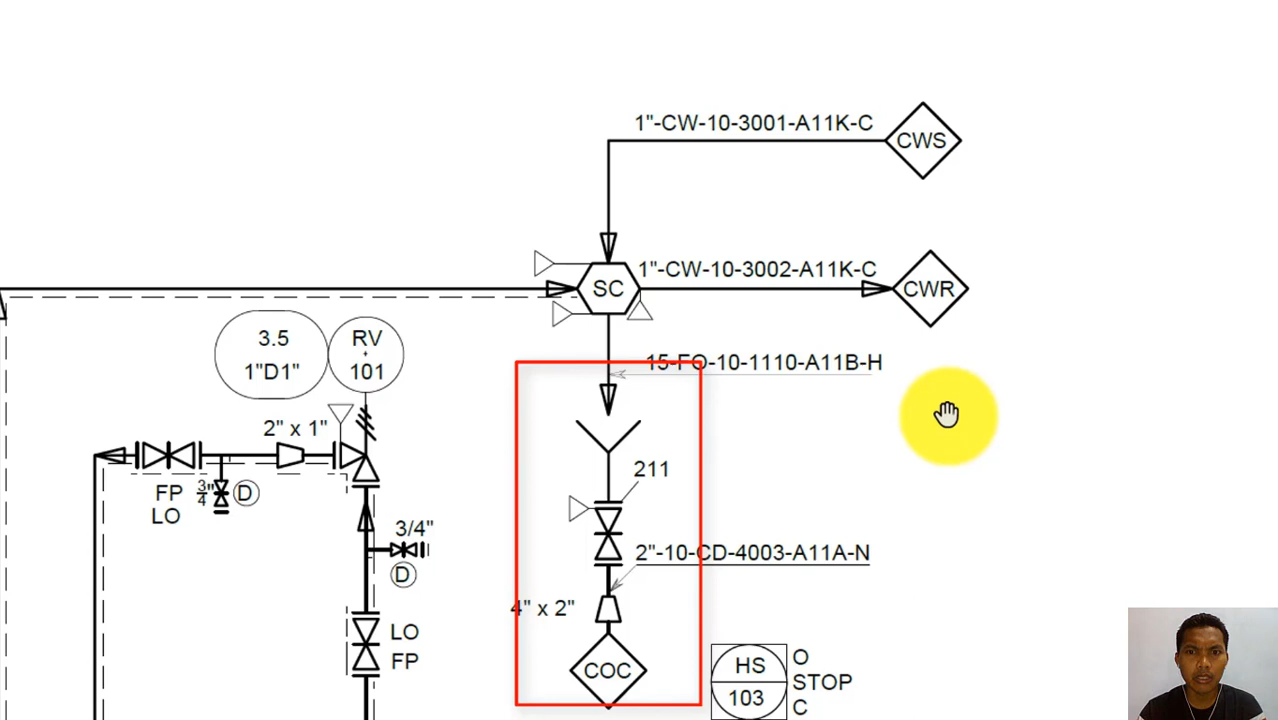 1"-CW-10-3001-A11K-C
CWS
SC
1"-CW-10-3002-A11K-C
CWR
3.5
1"D1"
RV
101
15-FO-10-1110-A11B-H
2" x 1"
211
FP
LO
3/4"
D
3/4"
D
2"-10-CD-4003-A11A-N
4" x 2"
LO
FP
COC
HS
103
O
STOP
C